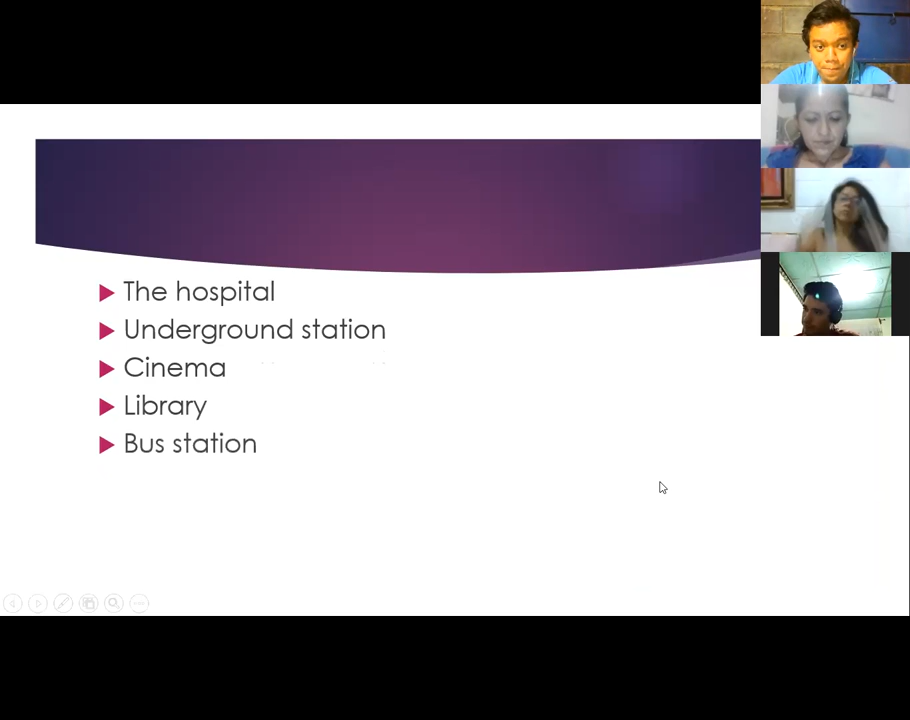 The hospital
Underground station
Cinema
Library
Bus station